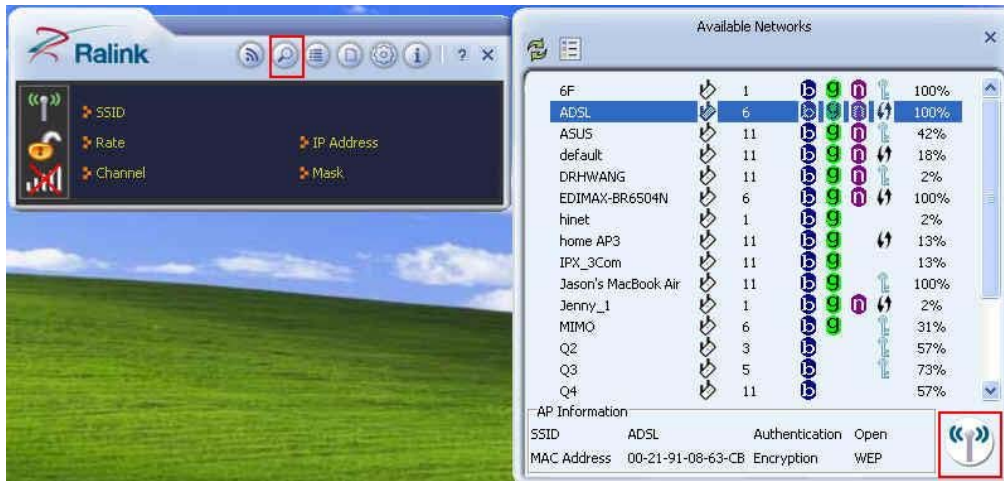 Ralink
? ×
SSID
Rate
IP Address
Channel
Mask
Available Networks
×
6F 1 b g n 100%
ADSL 6 b g n 100%
ASUS 11 b g n 42%
default 11 b g n 18%
DRHWANG 11 b g n 2%
EDIMAX-BR6504N 6 b g n 100%
hinet 1 b g 2%
home AP3 11 b g 13%
IPX_3Com 11 b g 13%
Jason's MacBook Air 11 b g 100%
Jenny_1 1 b g n 2%
MIMO 6 b g 31%
Q2 3 b 57%
Q3 5 b 73%
Q4 11 b 57%
AP Information
SSID ADSL Authentication Open
MAC Address 00-21-91-08-63-CB Encryption WEP